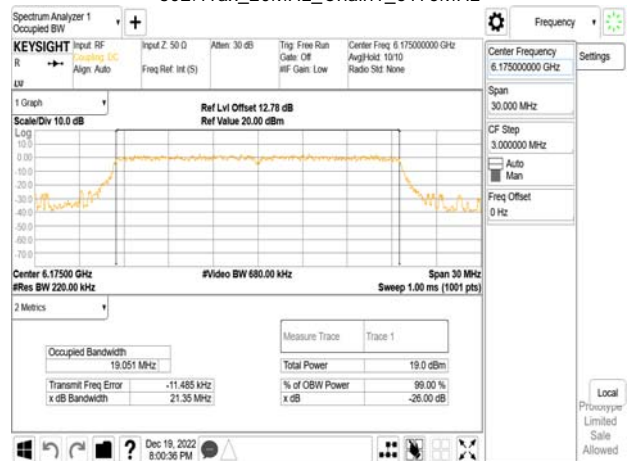 Spectrum Analyzer 1
Occupied BW
KEYSIGHT
Input: RF
Coupling: EC
Align: Auto
Input Z: 50 Ω
Freq Ref: Int (S)
Atten: 30 dB
Trig: Free Run
Gate: Off
#IF Gain: Low
Center Freq: 6.175000000 GHz
Avg|Hold: 10/10
Radio Std: None
R
LU
1 Graph
Scale/Div 10.0 dB
Ref Lvl Offset 12.78 dB
Ref Value 20.00 dBm
Log
10.0
0.00
-10.0
-20.0
-30.0
-40.0
-50.0
-60.0
-70.0
Center 6.17500 GHz
#Res BW 220.00 kHz
#Video BW 680.00 kHz
Span 30 MHz
Sweep 1.00 ms (1001 pts)
2 Metrics
Measure Trace Trace 1
Occupied Bandwidth
19.051 MHz
Total Power 19.0 dBm
Transmit Freq Error -11.485 kHz
% of OBW Power 99.00 %
x dB Bandwidth 21.35 MHz
x dB -26.00 dB
Dec 19, 2022
8:00:36 PM
Frequency
Settings
Center Frequency
6.175000000 GHz
Span
30.000 MHz
CF Step
3.000000 MHz
Auto
Man
Freq Offset
0 Hz
Local
Prototype
Limited
Sale
Allowed